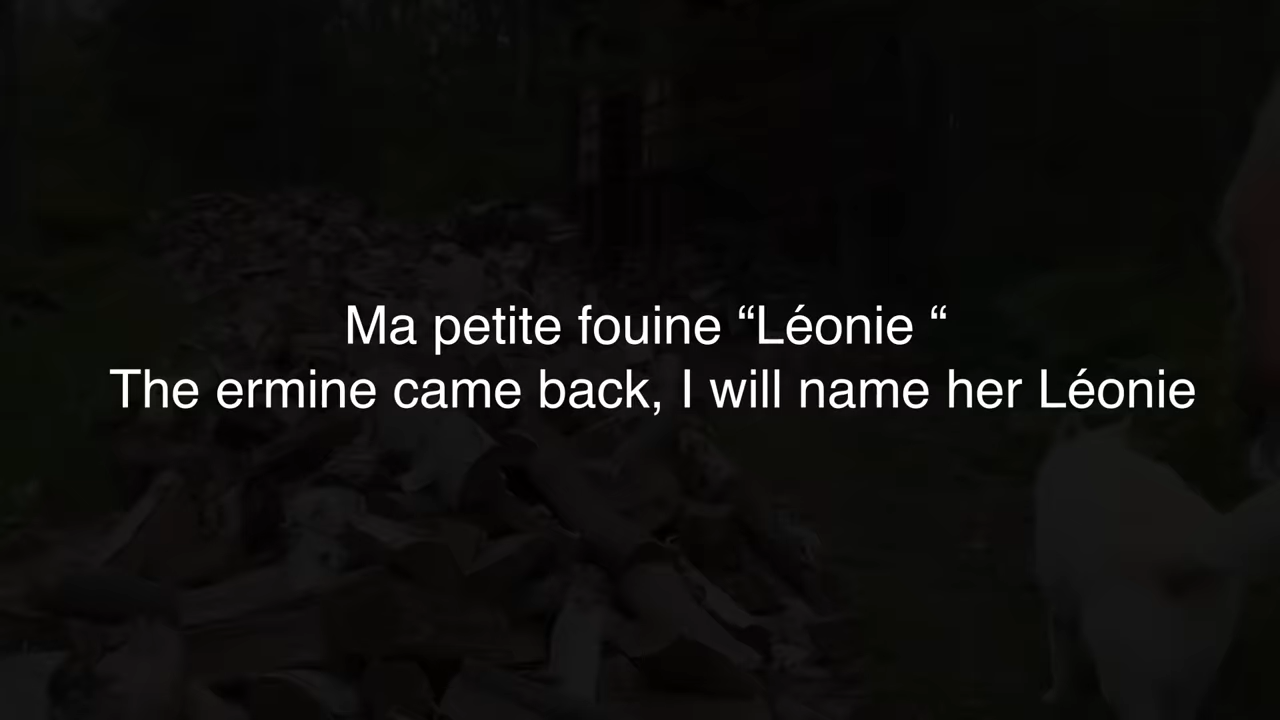 Ma petite fouine “Léonie “
The ermine came back, I will name her Léonie